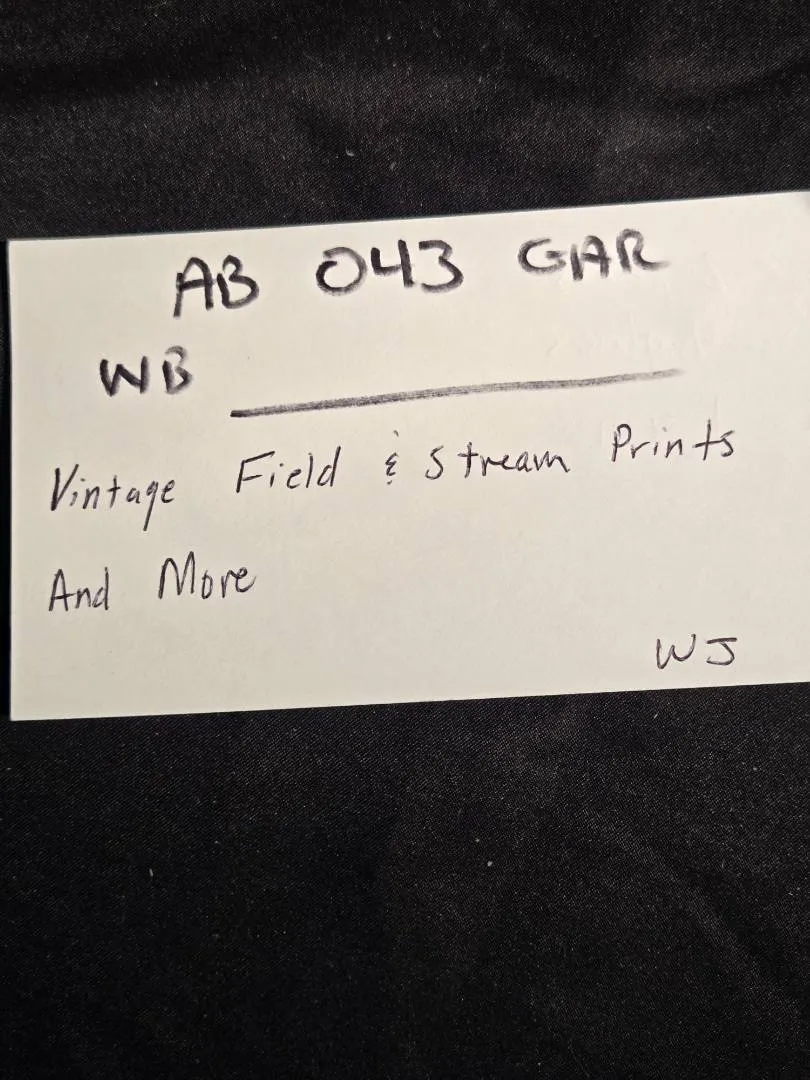 AB 043 GAR
WB
Vintage Field & Stream Prints
And More
WJ